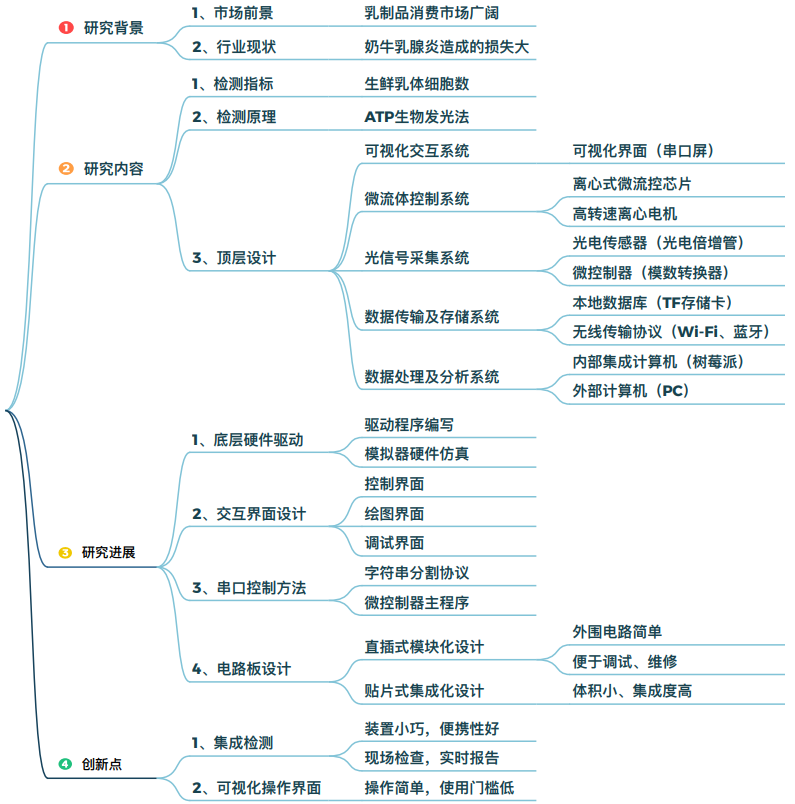 1 研究背景
1、市场前景
乳制品消费市场广阔
2、行业现状
奶牛乳腺炎造成的损失大
2 研究内容
1、检测指标
生鲜乳体细胞数
2、检测原理
ATP生物发光法
3、顶层设计
可视化交互系统
可视化界面（串口屏）
微流体控制系统
离心式微流控芯片
高转速离心电机
光信号采集系统
光电传感器（光电倍增管）
微控制器（模数转换器）
数据传输及存储系统
本地数据库（TF存储卡）
无线传输协议（Wi-Fi、蓝牙）
数据处理及分析系统
内部集成计算机（树莓派）
外部计算机（PC）
3 研究进展
1、底层硬件驱动
驱动程序编写
模拟器硬件仿真
2、交互界面设计
控制界面
绘图界面
调试界面
3、串口控制方法
字符串分割协议
微控制器主程序
4、电路板设计
直插式模块化设计
外围电路简单
便于调试、维修
贴片式集成化设计
体积小、集成度高
4 创新点
1、集成检测
装置小巧，便携性好
现场检查，实时报告
2、可视化操作界面
操作简单，使用门槛低